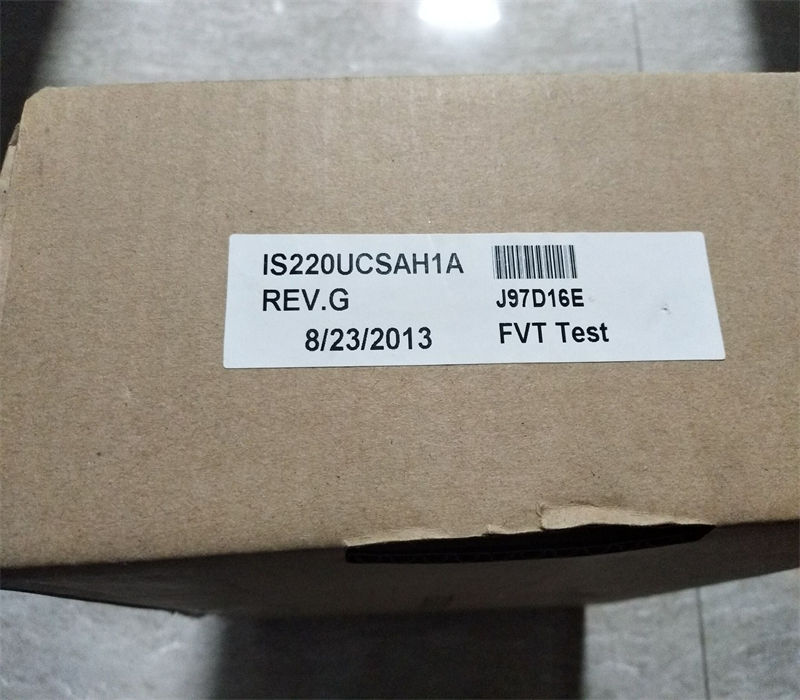 IS220UCSAH1A
REV.G
8/23/2013
J97D16E
FVT Test